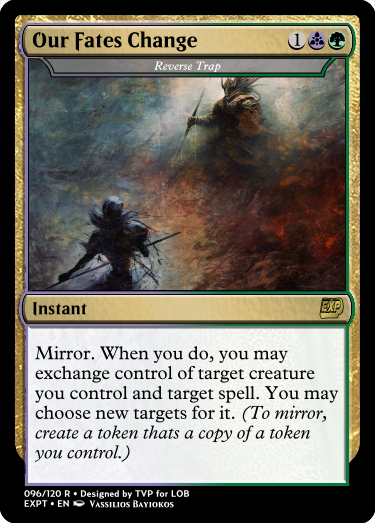 Our Fates Change
1
Reverse Trap
Instant
EXP
Mirror. When you do, you may
exchange control of target creature
you control and target spell. You may
choose new targets for it. (To mirror,
create a token thats a copy of a token
you control.)
096/120 R • Designed by TVP for LOB
EXPT • EN Vassilios Bayiokos